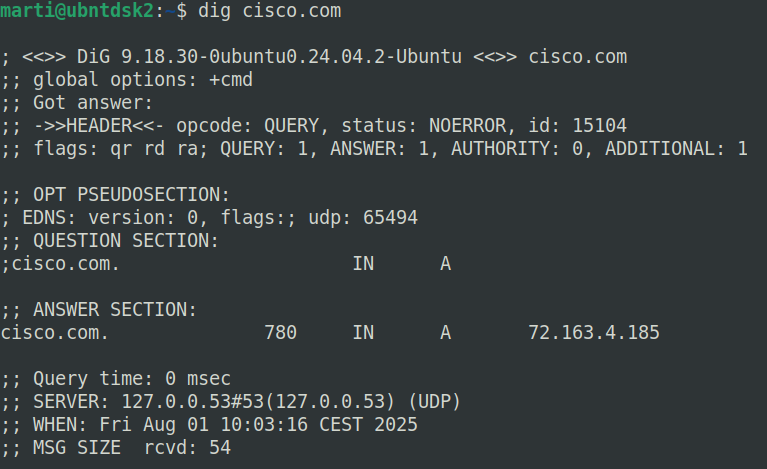 marti@ubntdsk2:~$ dig cisco.com
; <<>> DiG 9.18.30-0ubuntu0.24.04.2-Ubuntu <<>> cisco.com
;; global options: +cmd
;; Got answer:
;; ->>HEADER<<- opcode: QUERY, status: NOERROR, id: 15104
;; flags: qr rd ra; QUERY: 1, ANSWER: 1, AUTHORITY: 0, ADDITIONAL: 1
;; OPT PSEUDOSECTION:
; EDNS: version: 0, flags:; udp: 65494
;; QUESTION SECTION:
;cisco.com. IN A
;; ANSWER SECTION:
cisco.com. 780 IN A 72.163.4.185
;; Query time: 0 msec
;; SERVER: 127.0.0.53#53(127.0.0.53) (UDP)
;; WHEN: Fri Aug 01 10:03:16 CEST 2025
;; MSG SIZE  rcvd: 54